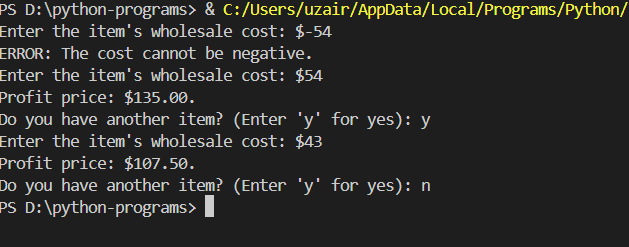 PS D:\python-programs> & C:/Users/uzair/AppData/Local/Programs/Python/
Enter the item's wholesale cost: $-54
ERROR: The cost cannot be negative.
Enter the item's wholesale cost: $54
Profit price: $135.00.
Do you have another item? (Enter 'y' for yes): y
Enter the item's wholesale cost: $43
Profit price: $107.50.
Do you have another item? (Enter 'y' for yes): n
PS D:\python-programs>